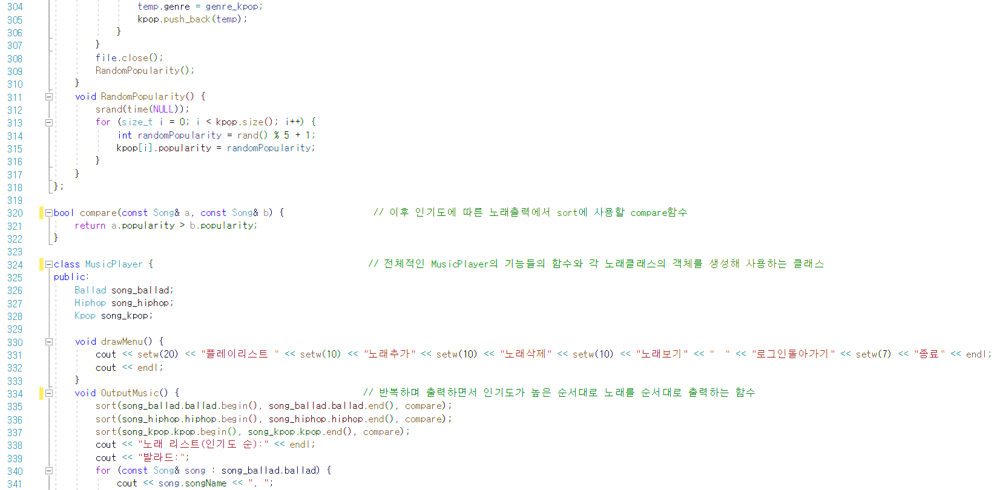 304 temp.genre = genre_kpop;
305 kpop.push_back(temp);
306 }
307 }
308 file.close();
309 RandomPopularity();
310 }
311 void RandomPopularity() {
312 srand(time(NULL));
313 for (size_t i = 0; i < kpop.size(); i++) {
314 int randomPopularity = rand() % 5 + 1;
315 kpop[i].popularity = randomPopularity;
316 }
317 }
318 };
319
320 bool compare(const Song& a, const Song& b) { // 이후 인기도에 따른 노래출력에서 sort에 사용할 compare함수
321 return a.popularity > b.popularity;
322 }
323
324 class MusicPlayer { // 전체적인 MusicPlayer의 기능들의 함수와 각 노래클래스의 객체를 생성해 사용하는 클래스
325 public:
326 Ballad song_ballad;
327 Hiphop song_hiphop;
328 Kpop song_kpop;
329
330 void drawMenu() {
331 cout << setw(20) << "플레이리스트 " << setw(10) << "노래추가" << setw(10) << "노래삭제" << setw(10) << "노래보기" << "  " << "로그인돌아가기" << setw(7) << "종료" << endl;
332 cout << endl;
333 }
334 void OutputMusic() { // 반복하며 출력하면서 인기도가 높은 순서대로 노래를 순서대로 출력하는 함수
335 sort(song_ballad.ballad.begin(), song_ballad.ballad.end(), compare);
336 sort(song_hiphop.hiphop.begin(), song_hiphop.hiphop.end(), compare);
337 sort(song_kpop.kpop.begin(), song_kpop.kpop.end(), compare);
338 cout << "노래 리스트(인기도 순):" << endl;
339 cout << "발라드:";
340 for (const Song& song : song_ballad.ballad) {
341 cout << song.songName << ", ";